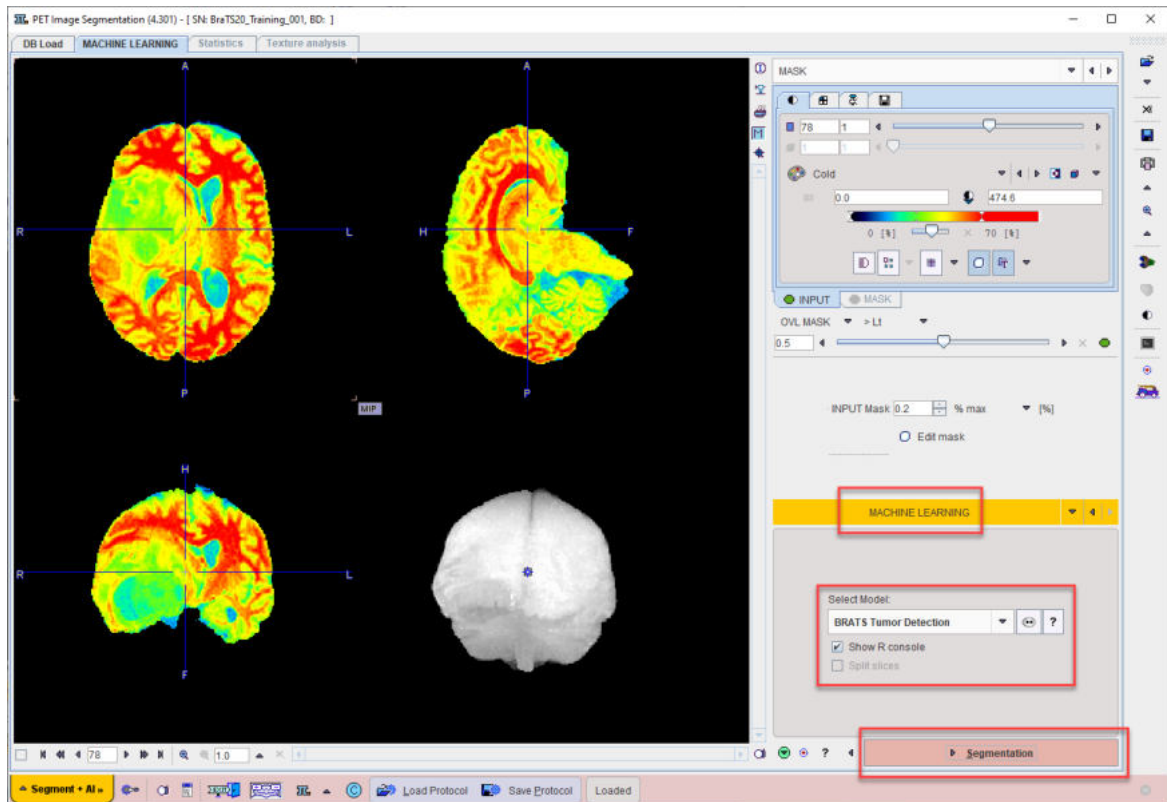 PET Image Segmentation (4.301) - [ SN: BraTS20_Training_001, BD: ]
DB Load MACHINE LEARNING Statistics Texture analysis
A
R L
P
A
H F
P
MIP
H
R L
F
M
MASK
78 1
1 1
Cold
0.0 474.6
0 [%] 70 [%]
INPUT MASK
OVL MASK > Lt
0.5
INPUT Mask 0.2 % max [%]
Edit mask
MACHINE LEARNING
Select Model:
BRATS Tumor Detection ?
Show R console
Split slices
78 1.0 ? Segmentation
Segment + AI » Load Protocol Save Protocol Loaded